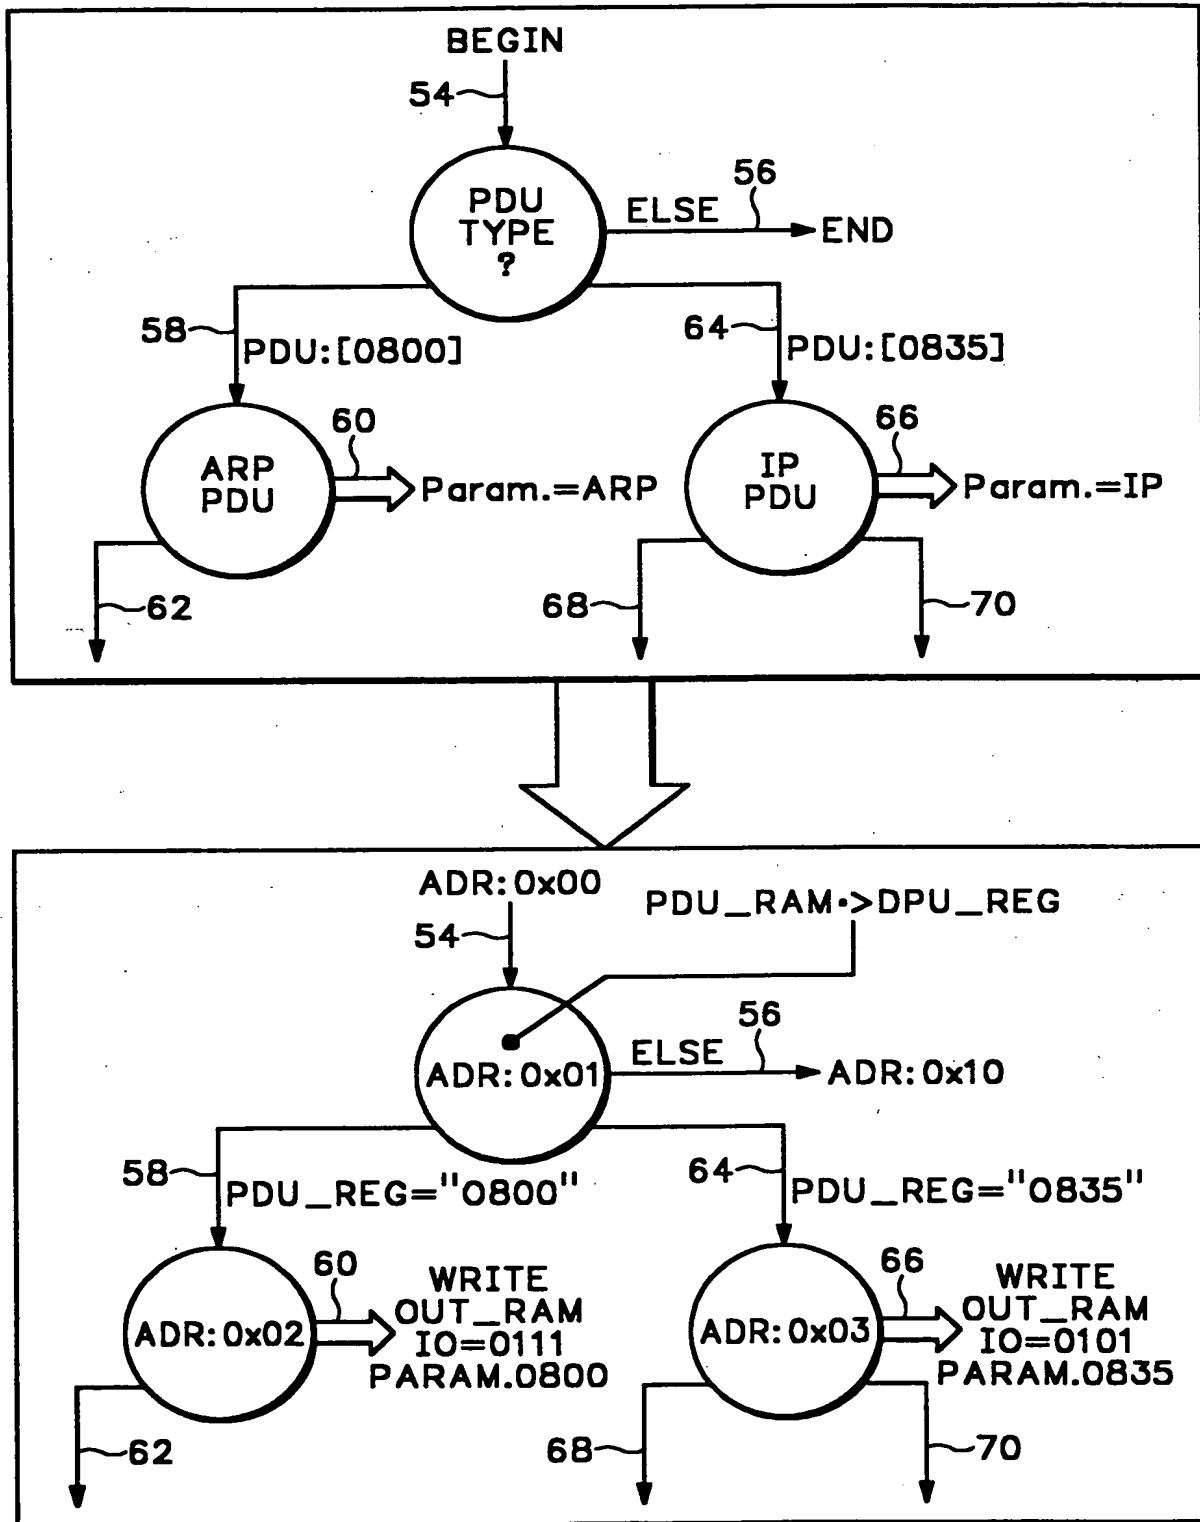 BEGIN
54
PDU
TYPE
?
ELSE
56
END
58
PDU:[0800]
64
PDU:[0835]
ARP
PDU
60
Param.=ARP
IP
PDU
66
Param.=IP
62
68
70
ADR:0x00
PDU_RAM->DPU_REG
54
ADR:0x01
ELSE
56
ADR:0x10
58
PDU_REG="0800"
64
PDU_REG="0835"
ADR:0x02
60
WRITE
OUT_RAM
IO=0111
PARAM.0800
ADR:0x03
66
WRITE
OUT_RAM
IO=0101
PARAM.0835
62
68
70